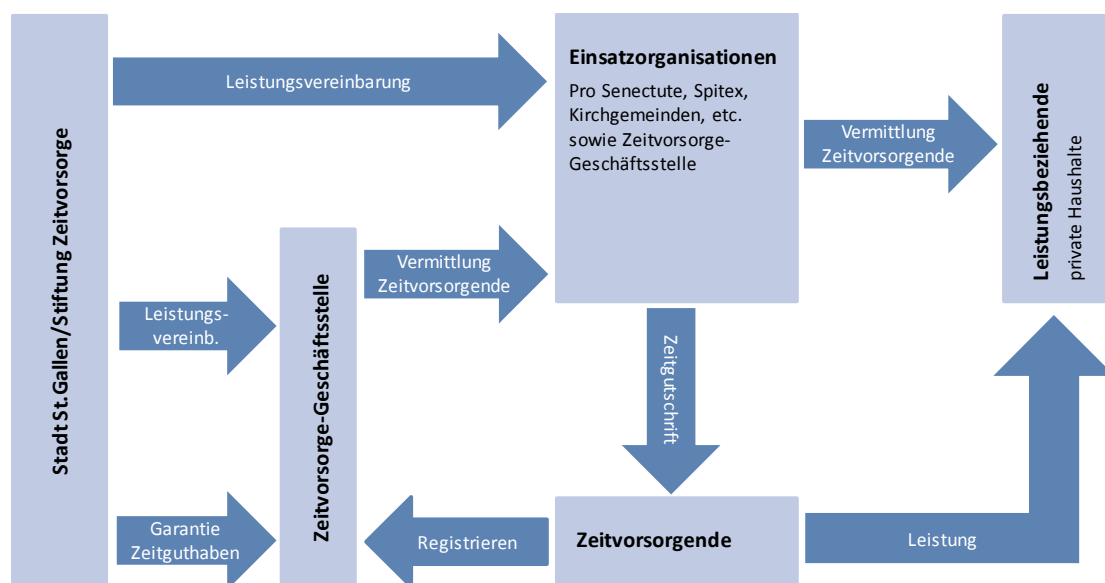 Stadt St.Gallen/Stiftung Zeitvorsorge
Leistungsvereinbarung
Einsatzorganisationen
Pro Senectute, Spitex,
Kirchgemeinden, etc.
sowie Zeitvorsorge-
Geschäftsstelle
Vermittlung
Zeitvorsorgende
Leistungsbeziehende
private Haushalte
Leistungs-
vereinb.
Zeitvorsorge-Geschäftsstelle
Vermittlung
Zeitvorsorgende
Zeitgutschrift
Garantie
Zeitguthaben
Registrieren
Zeitvorsorgende
Leistung